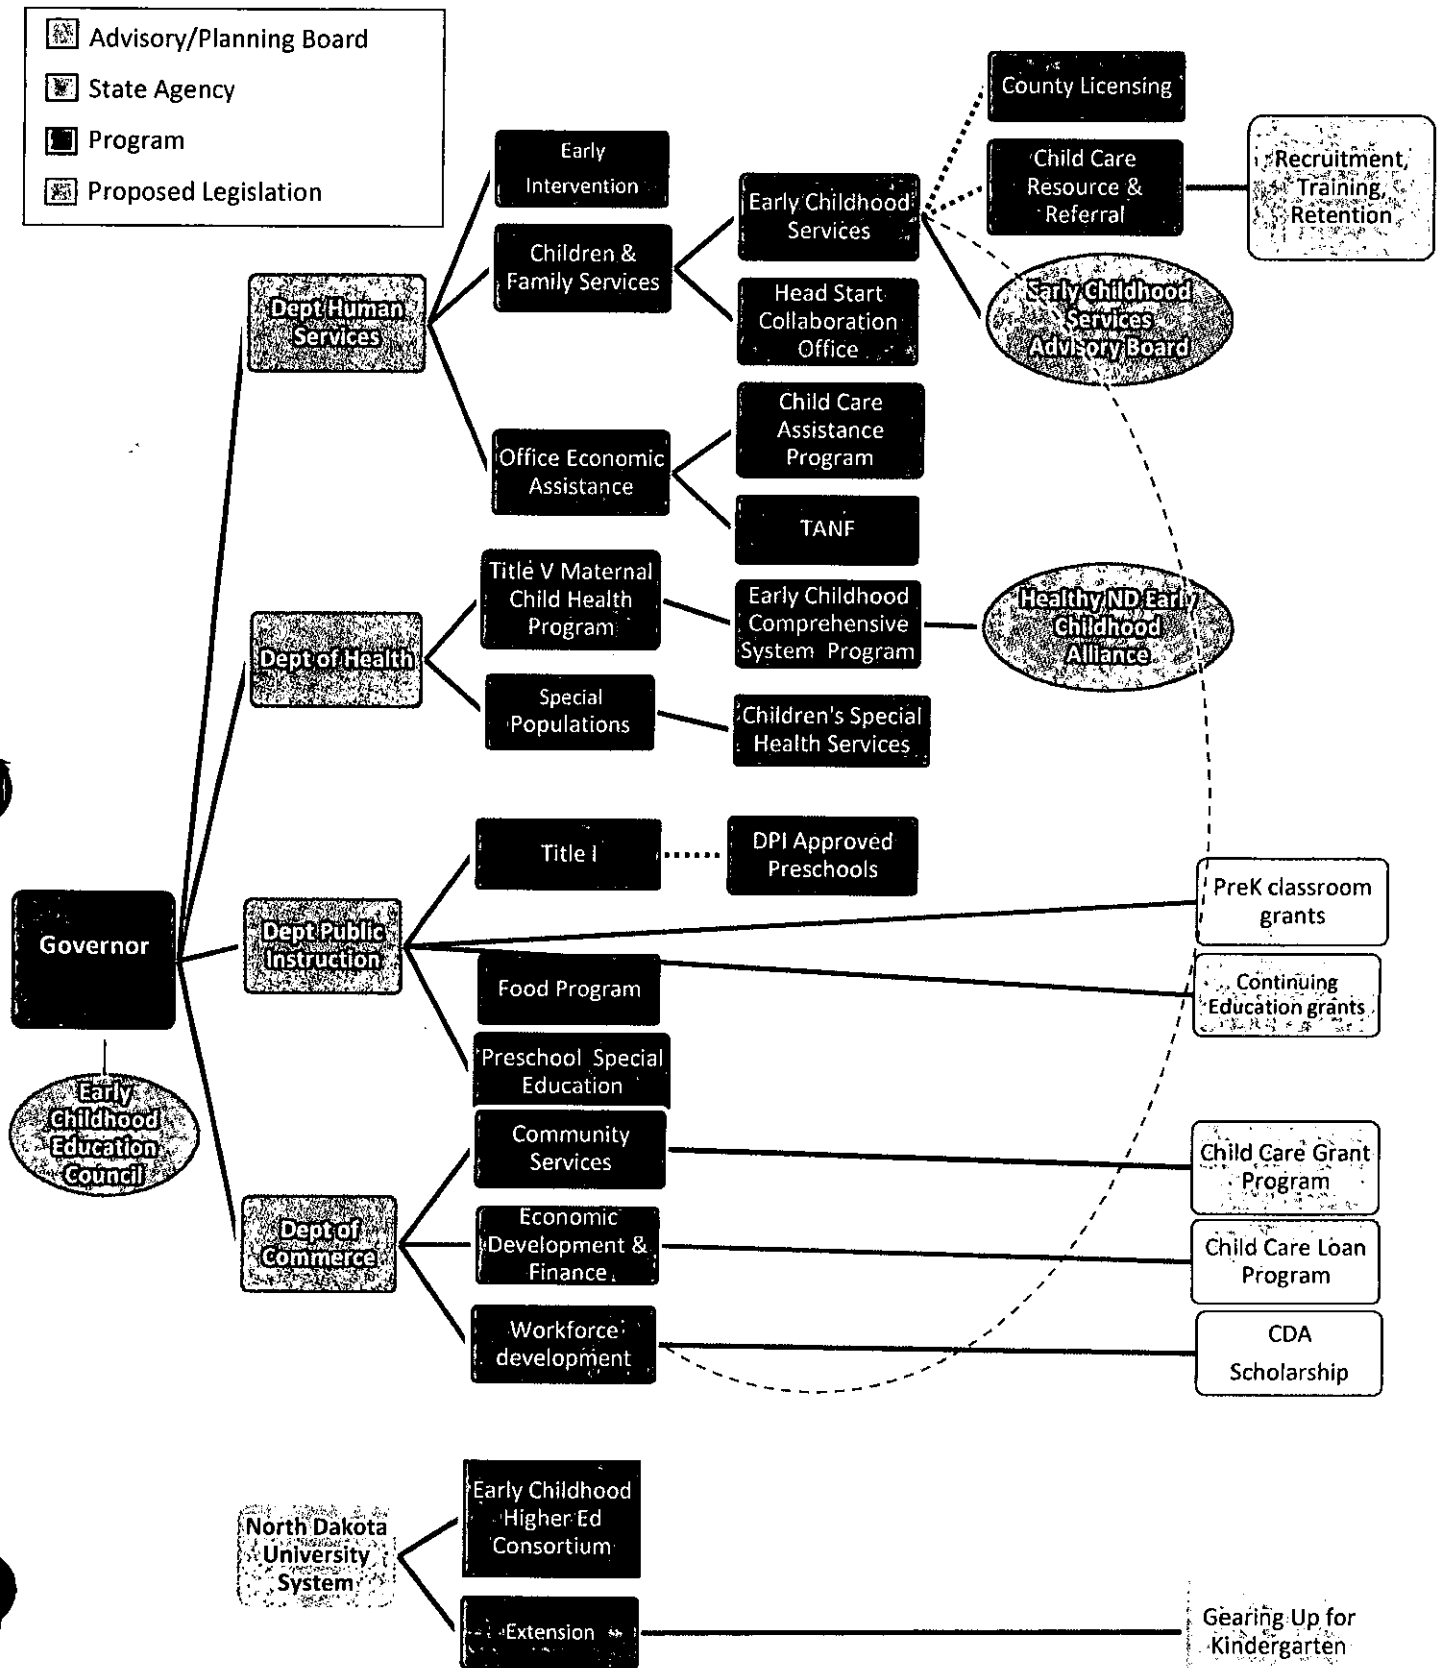 Advisory/Planning Board
State Agency
Program
Proposed Legislation
County Licensing
Child Care
Resource &
Referral
Recruitment,
Training,
Retention
Early
Intervention
Early Childhood
Services
Children &
Family Services
Early Childhood
Services
Advisory Board
Dept Human
Services
Head Start
Collaboration
Office
Child Care
Assistance
Program
Office Economic
Assistance
TANF
Title V Maternal
Child Health
Program
Early Childhood
Comprehensive
System Program
Healthy ND Early
Childhood
Alliance
Dept of Health
Special
Populations
Children's Special
Health Services
Title I
DPI Approved
Preschools
PreK classroom
grants
Governor
Dept Public
Instruction
Food Program
Continuing
Education grants
Preschool Special
Education
Early
Childhood
Education
Council
Community
Services
Child Care Grant
Program
Dept of
Commerce
Economic
Development &
Finance
Child Care Loan
Program
Workforce
development
CDA
Scholarship
Early Childhood
Higher Ed
Consortium
North Dakota
University
System
Extension
Gearing Up for
Kindergarten